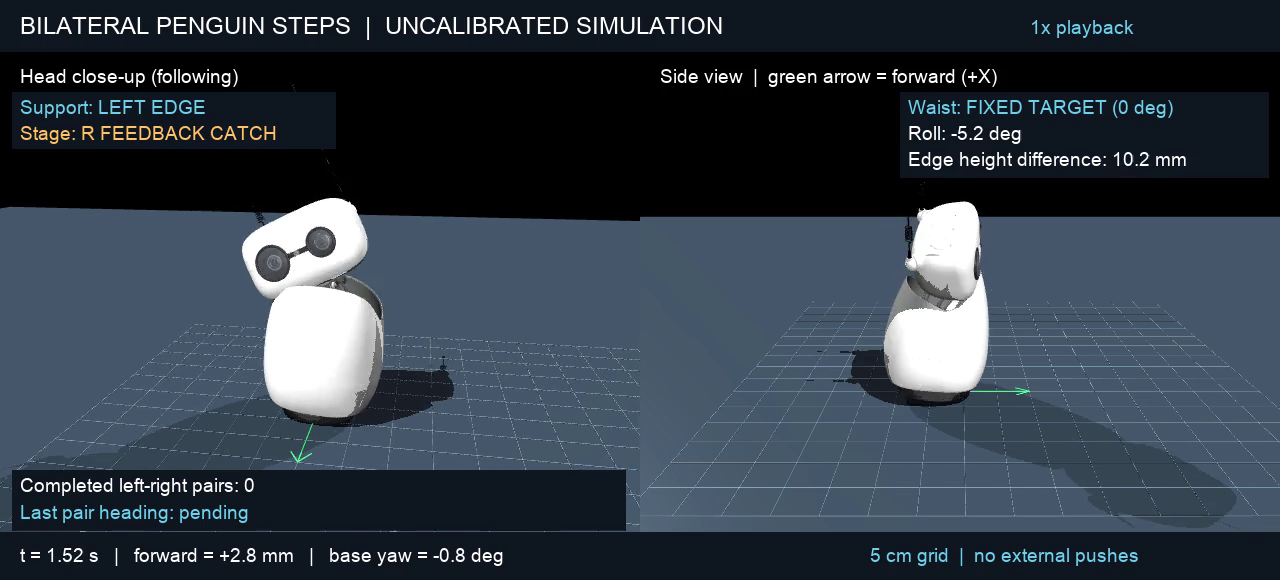 BILATERAL PENGUIN STEPS | UNCALIBRATED SIMULATION
1x playback
Head close-up (following)
Support: LEFT EDGE
Stage: R FEEDBACK CATCH
Side view | green arrow = forward (+X)
Waist: FIXED TARGET (0 deg)
Roll: -5.2 deg
Edge height difference: 10.2 mm
Completed left-right pairs: 0
Last pair heading: pending
t = 1.52 s | forward = +2.8 mm | base yaw = -0.8 deg
5 cm grid | no external pushes